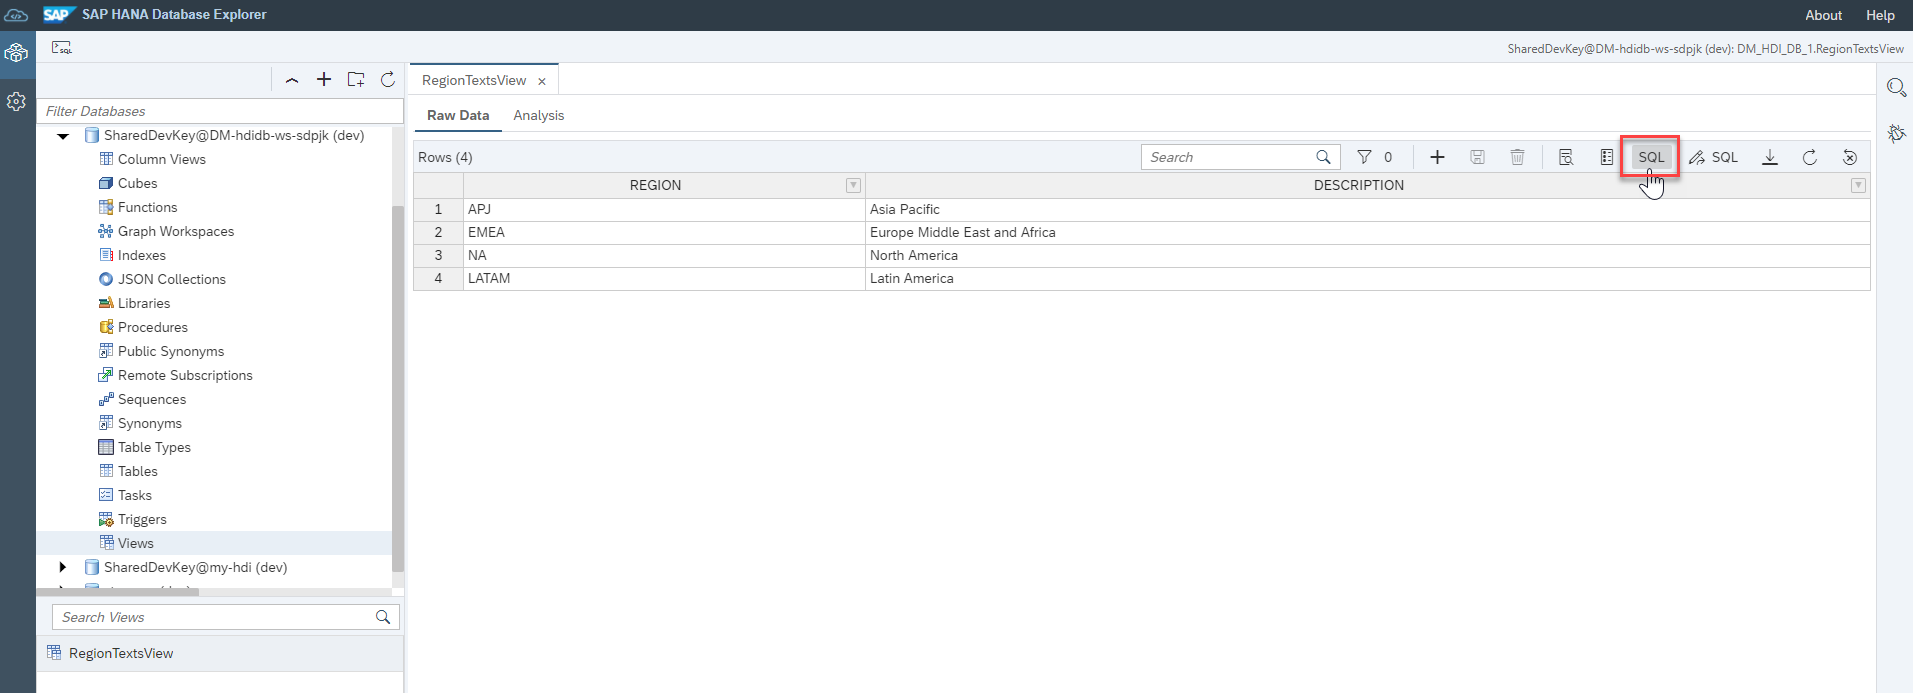 SAP SAP HANA Database Explorer About Help
SQL SharedDevKey@DM-hdidb-ws-sdpjk (dev): DM_HDI_DB_1.RegionTextsView
Filter Databases
SharedDevKey@DM-hdidb-ws-sdpjk (dev)
Column Views
Cubes
Functions
Graph Workspaces
Indexes
JSON Collections
Libraries
Procedures
Public Synonyms
Remote Subscriptions
Sequences
Synonyms
Table Types
Tables
Tasks
Triggers
Views
SharedDevKey@my-hdi (dev)
Search Views
RegionTextsView
RegionTextsView ×
Raw Data Analysis
Rows (4) Search 0 SQL SQL
REGION DESCRIPTION
1 APJ Asia Pacific
2 EMEA Europe Middle East and Africa
3 NA North America
4 LATAM Latin America